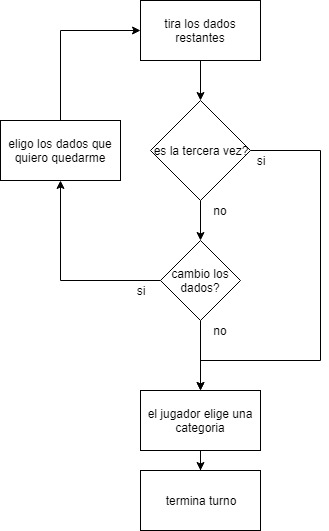 tira los dados
restantes
eligo los dados que
quiero quedarme
es la tercera vez?
si
no
cambio los
dados?
si
no
el jugador elige una
categoria
termina turno